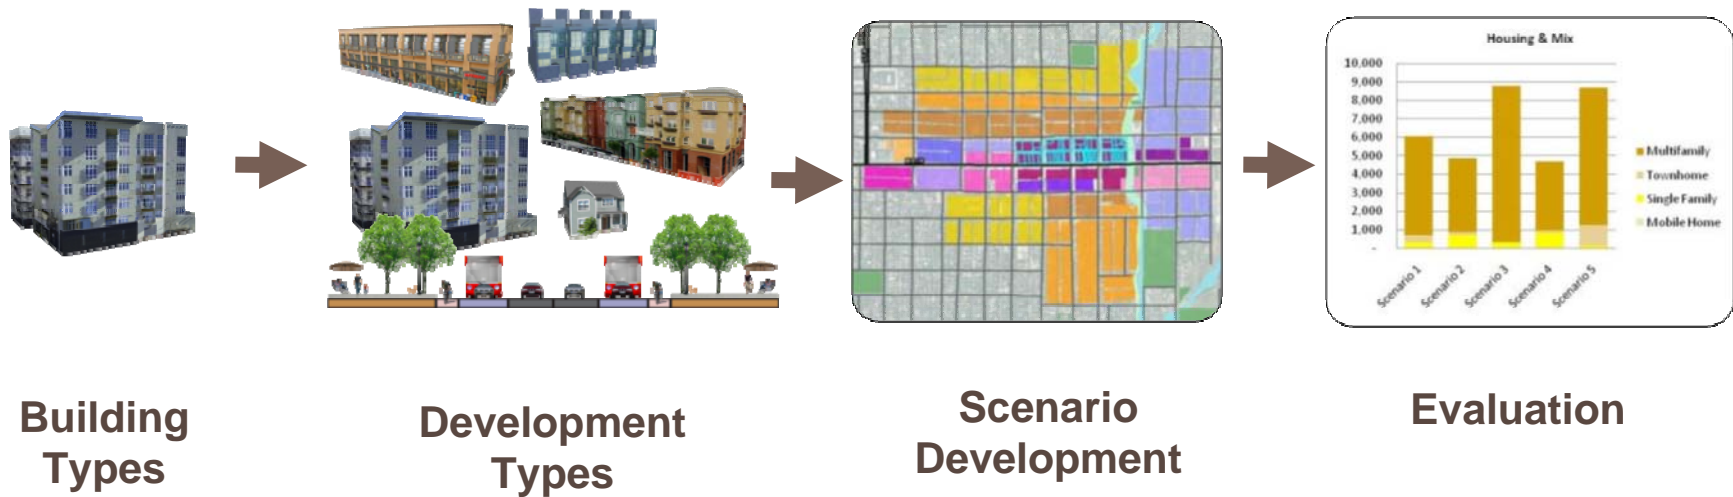 Housing & Mix
10,000
9,000
8,000
7,000
6,000
5,000
4,000
3,000
2,000
1,000
-
Scenario 1
Scenario 2
Scenario 3
Scenario 4
Scenario 5
Multifamily
Townhome
Single Family
Mobile Home
Building
Types
Development
Types
Scenario
Development
Evaluation